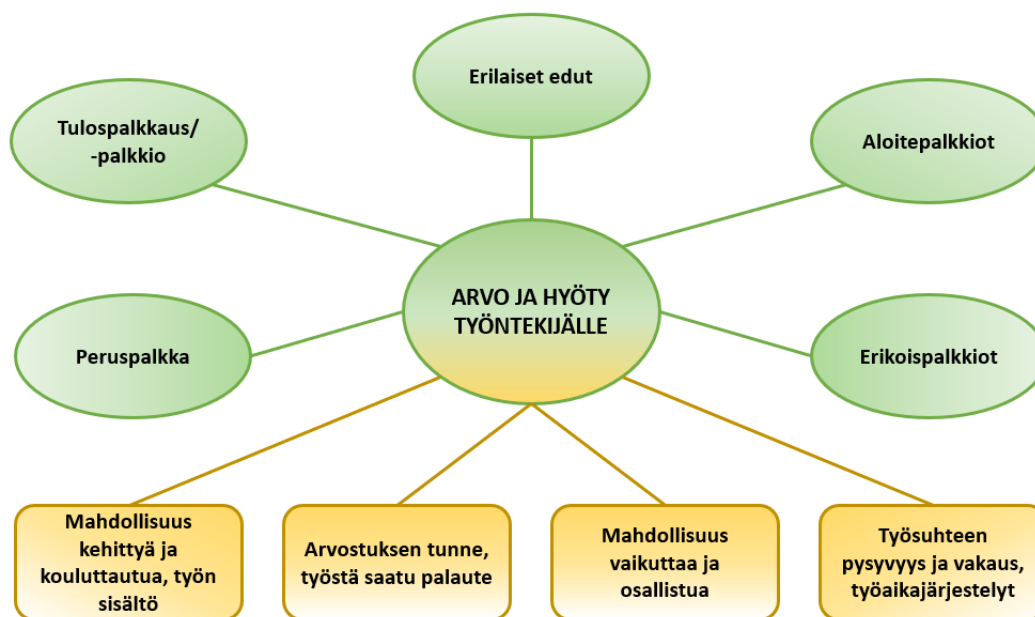 Erilaiset edut
Tulospalkkaus/
-palkkio
Aloitepalkkiot
ARVO JA HYÖTY
TYÖNTEKIJÄLLE
Peruspalkka
Erikoispalkkiot
Mahdollisuus
kehittyä ja
kouluttautua, työn
sisältö
Arvostuksen tunne,
työstä saatu palaute
Mahdollisuus
vaikuttaa ja
osallistua
Työsuhteen
pysyvyys ja vakaus,
työaikajärjestelyt